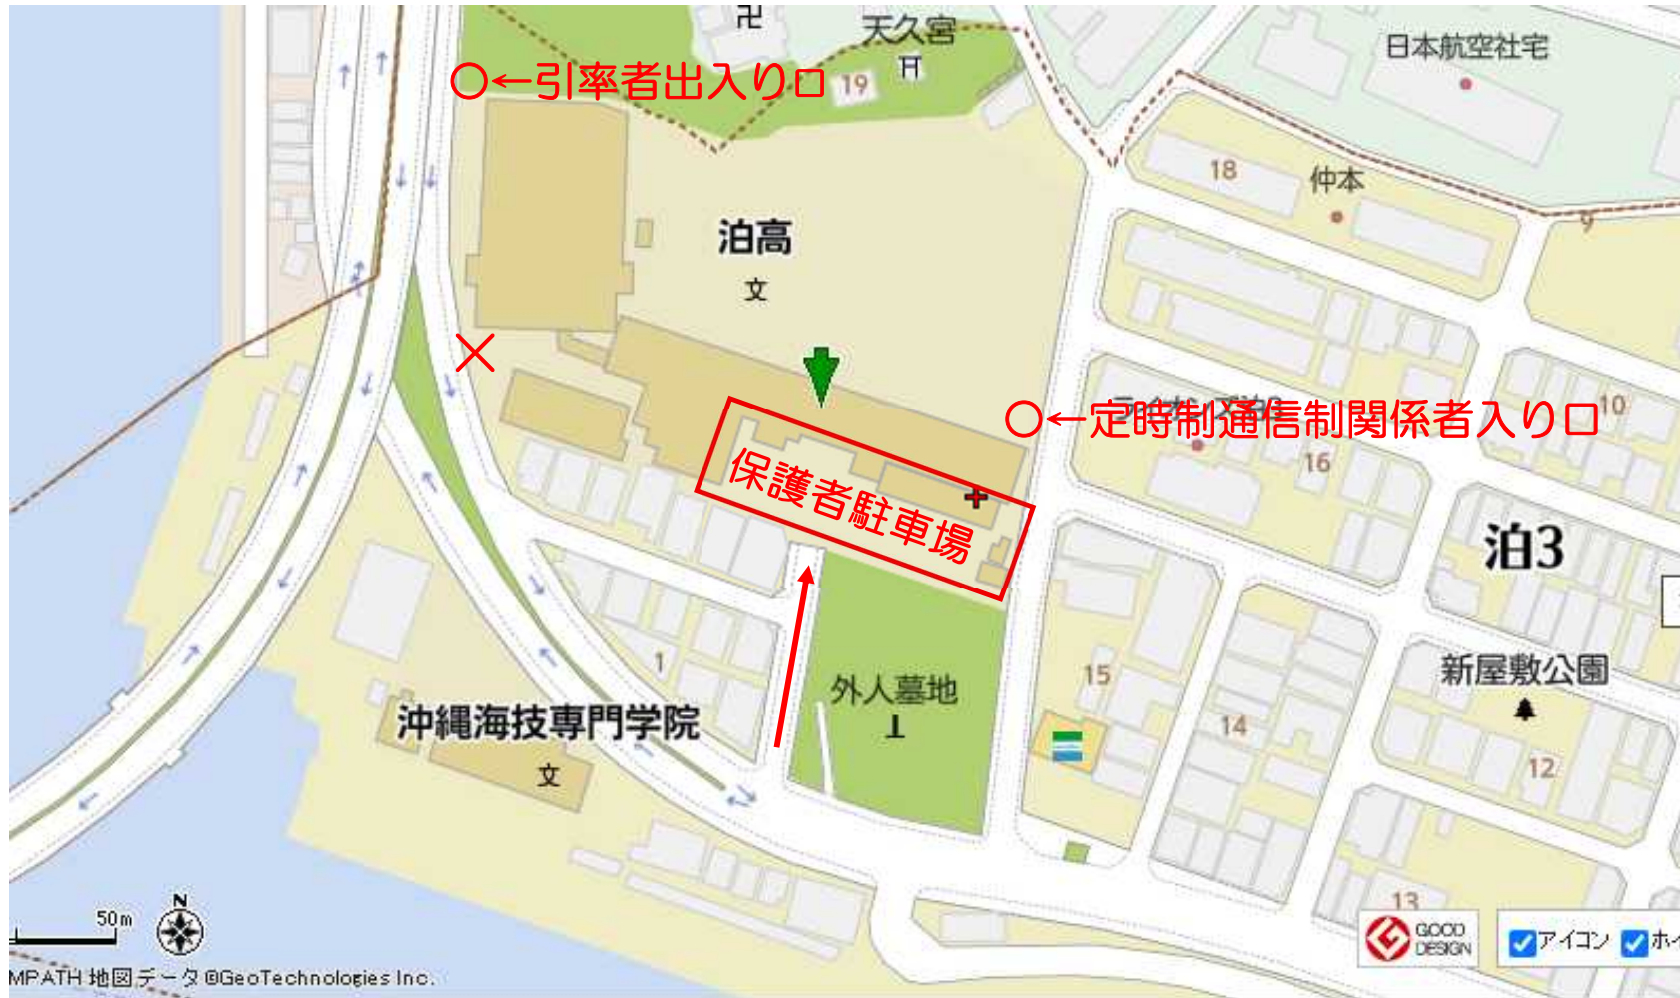 卍
天久宮
日本航空社宅
○←引率者出入り口
19
18
仲本
9
泊高
文
×
10
○←定時制通信制関係者入り口
16
保護者駐車場
泊3
1
外人墓地
15
新屋敷公園
沖縄海技専門学院
文
14
12
13
N
50m
GOOD
DESIGN
アイコン
MPATH 地図データ©GeoTechnologies Inc.